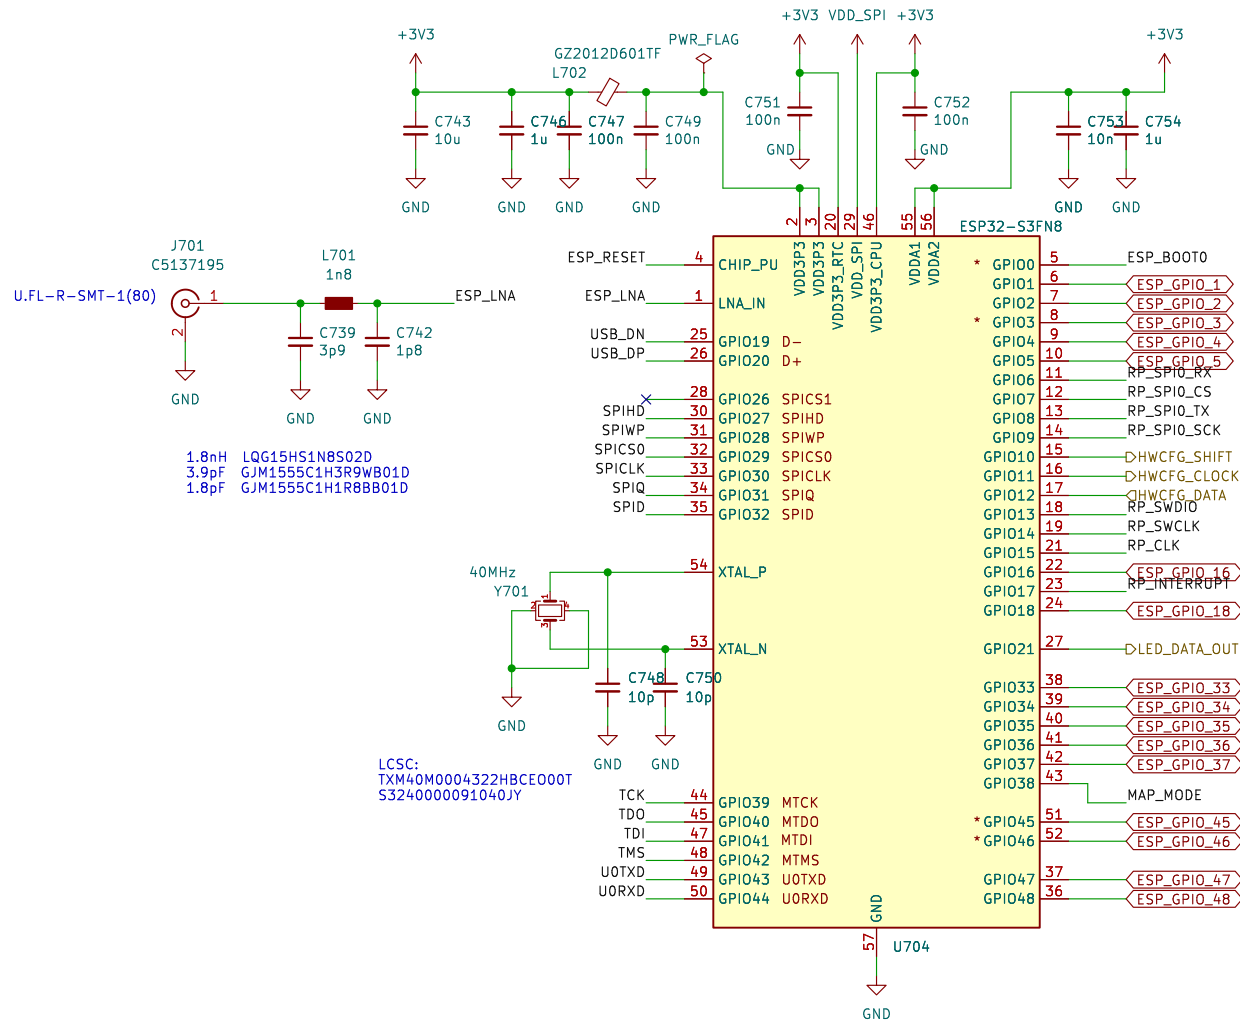 +3V3
GZ2012D601TF
L702
PWR_FLAG
+3V3
VDD_SPI
+3V3
+3V3
C743
10u
C746
1u
C747
100n
C749
100n
C751
100n
C752
100n
C753
10n
C754
1u
GND
GND
GND
GND
GND
GND
GND
GND
2
3
20
29
46
55
56
ESP32-S3FN8
VDD3P3
VDD3P3
VDD3P3_RTC
VDD_SPI
VDD3P3_CPU
VDDA1
VDDA2
J701
C5137195
U.FL-R-SMT-1(80)
1
2
GND
L701
1n8
ESP_LNA
C739
3p9
C742
1p8
GND
GND
1.8nH LQG15HS1N8S02D
3.9pF GJM1555C1H3R9WB01D
1.8pF GJM1555C1H1R8BB01D
ESP_RESET 4 CHIP_PU
ESP_LNA 1 LNA_IN
USB_DN 25 GPIO19 D-
USB_DP 26 GPIO20 D+
28 GPIO26 SPICS1
SPIHD 30 GPIO27 SPIHD
SPIWP 31 GPIO28 SPIWP
SPICS0 32 GPIO29 SPICS0
SPICLK 33 GPIO30 SPICLK
SPIQ 34 GPIO31 SPIQ
SPID 35 GPIO32 SPID
54 XTAL_P
53 XTAL_N
40MHz
Y701
1
2
4
3
GND
C748
10p
C750
10p
GND
GND
LCSC:
TXM40M0004322HBCEO00T
S3240000091040JY
TCK 44 GPIO39 MTCK
TDO 45 GPIO40 MTDO
TDI 47 GPIO41 MTDI
TMS 48 GPIO42 MTMS
U0TXD 49 GPIO43 U0TXD
U0RXD 50 GPIO44 U0RXD
* GPIO0 5 ESP_BOOT0
GPIO1 6 ESP_GPIO_1
GPIO2 7 ESP_GPIO_2
* GPIO3 8 ESP_GPIO_3
GPIO4 9 ESP_GPIO_4
GPIO5 10 ESP_GPIO_5
GPIO6 11 RP_SPI0_RX
GPIO7 12 RP_SPI0_CS
GPIO8 13 RP_SPI0_TX
GPIO9 14 RP_SPI0_SCK
GPIO10 15 HWCFG_SHIFT
GPIO11 16 HWCFG_CLOCK
GPIO12 17 HWCFG_DATA
GPIO13 18 RP_SWDIO
GPIO14 19 RP_SWCLK
GPIO15 21 RP_CLK
GPIO16 22 ESP_GPIO_16
GPIO17 23 RP_INTERRUPT
GPIO18 24 ESP_GPIO_18
GPIO21 27 LED_DATA_OUT
GPIO33 38 ESP_GPIO_33
GPIO34 39 ESP_GPIO_34
GPIO35 40 ESP_GPIO_35
GPIO36 41 ESP_GPIO_36
GPIO37 42 ESP_GPIO_37
GPIO38 43 MAP_MODE
* GPIO45 51 ESP_GPIO_45
* GPIO46 52 ESP_GPIO_46
GPIO47 37 ESP_GPIO_47
GPIO48 36 ESP_GPIO_48
GND
57
U704
GND